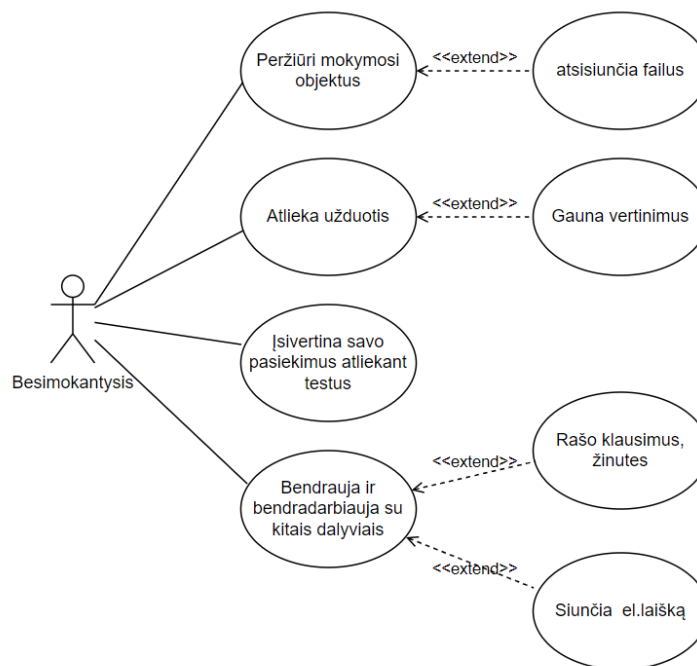 Peržiūri mokymosi
objektus
<<extend>>
atsisiunčia failus
Atlieka užduotis
<<extend>>
Gauna vertinimus
Įsivertina savo
pasiekimus atliekant
testus
Besimokantysis
Bendrauja ir
bendradarbiauja su
kitais dalyviais
<<extend>>
Rašo klausimus,
žinutes
<<extend>>
Siunčia el.laišką